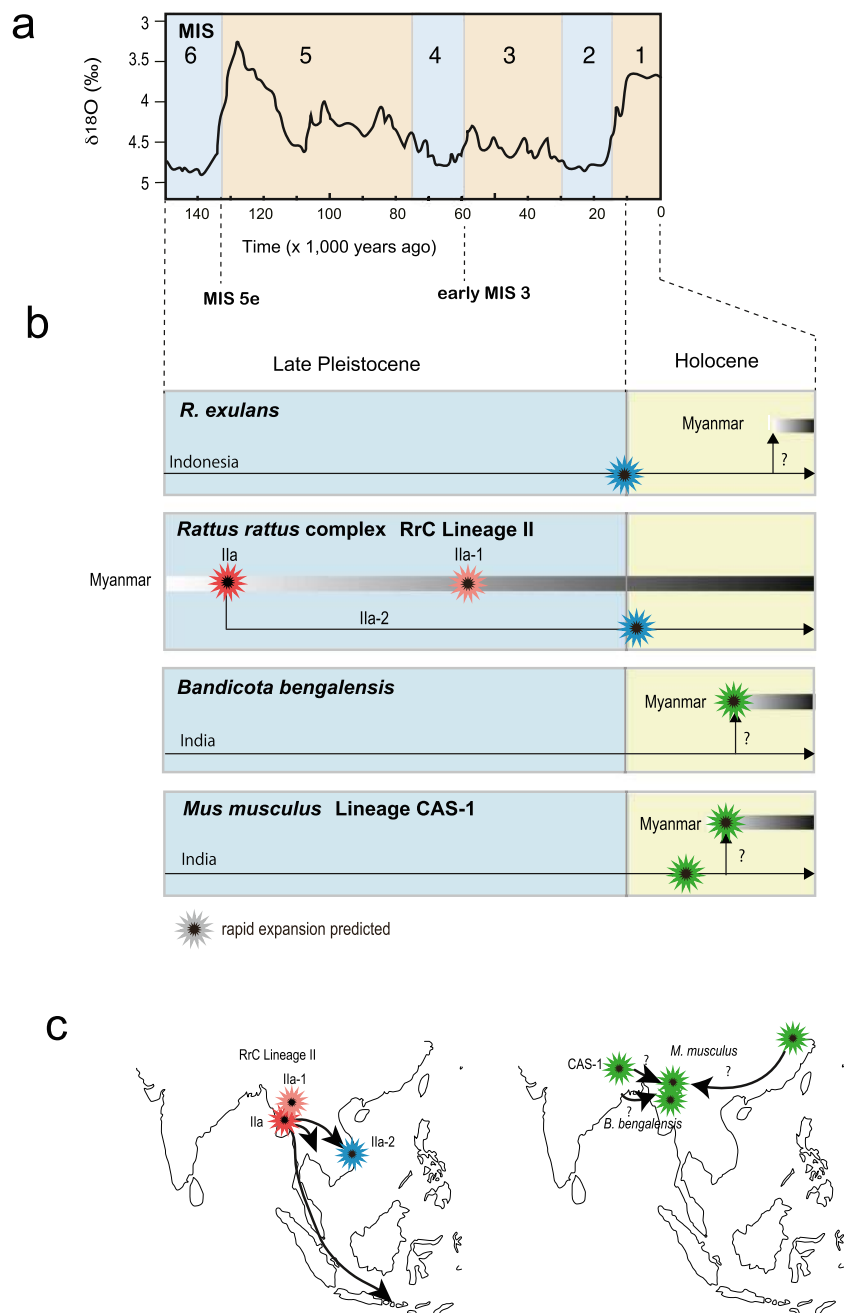 a
MIS
6 5 4 3 2 1
δ18O (‰)
3
3.5
4
4.5
5
140 120 100 80 60 40 20 0
Time (x 1,000 years ago)
MIS 5e
early MIS 3
b
Late Pleistocene
Holocene
R. exulans
Myanmar
Indonesia
?
Rattus rattus complex RrC Lineage II
IIa
IIa-1
Myanmar
IIa-2
Bandicota bengalensis
Myanmar
India
?
Mus musculus Lineage CAS-1
Myanmar
India
?
rapid expansion predicted
c
RrC Lineage II
IIa-1
IIa
IIa-2
CAS-1
?
M. musculus
?
?
B. bengalensis